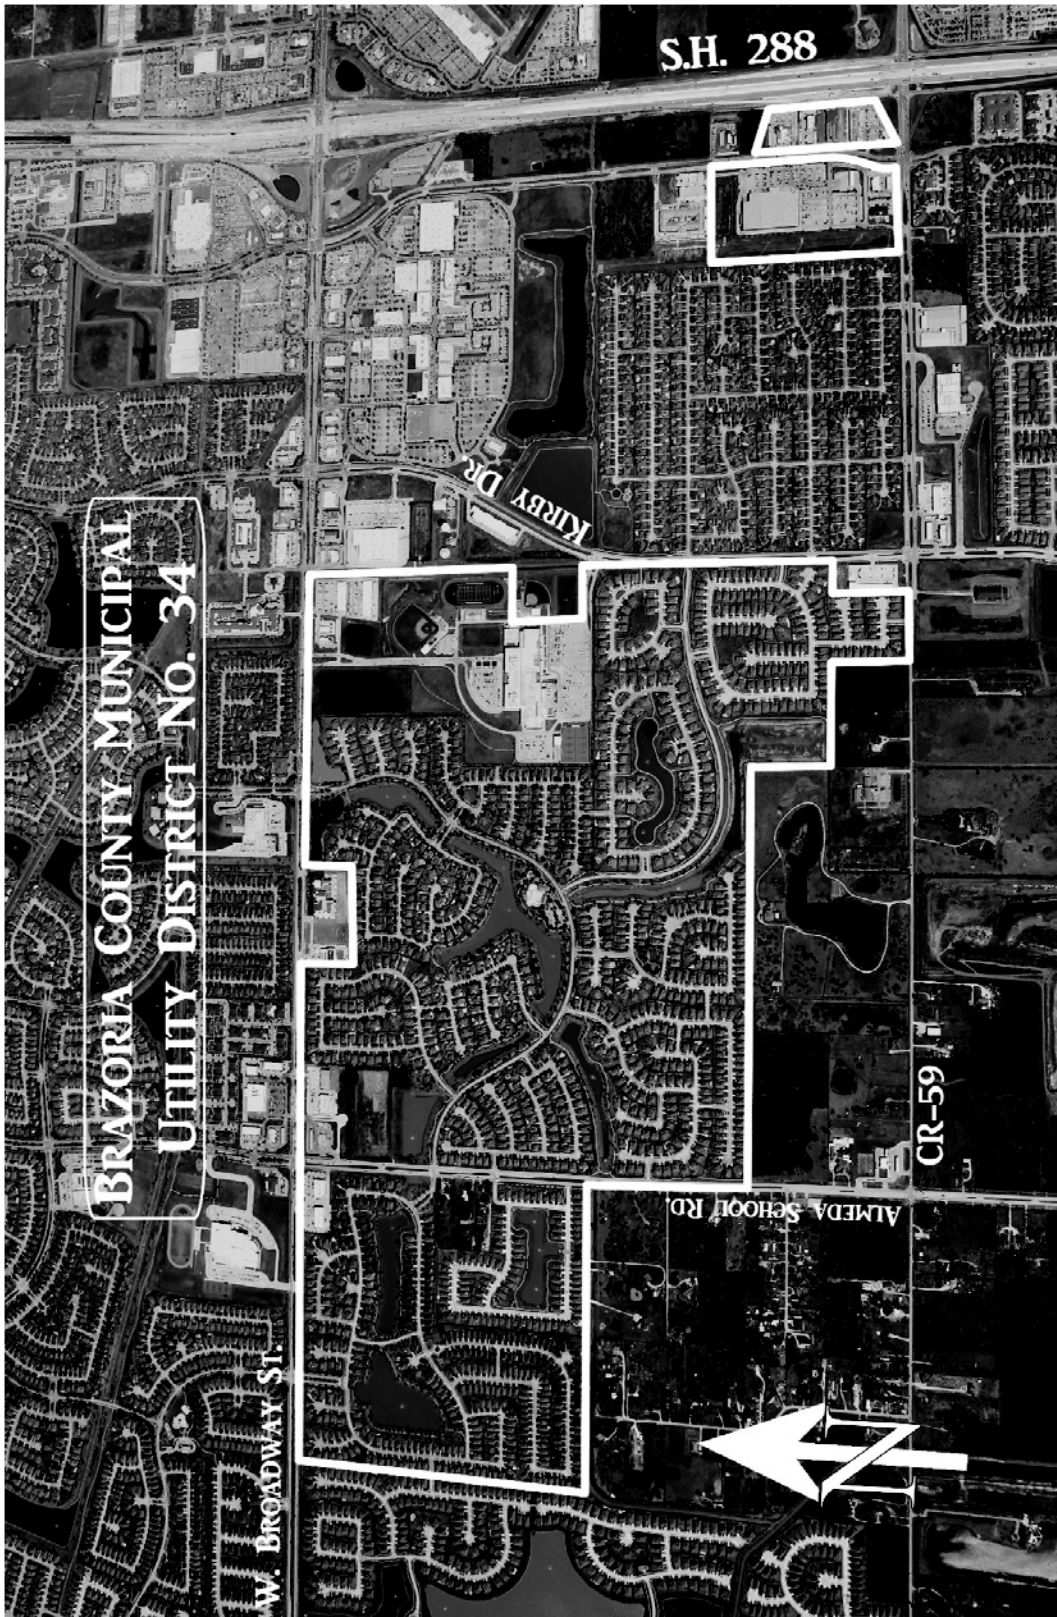 BRAZORIA COUNTY MUNICIPAL
UTILITY DISTRICT NO. 34
S.H. 288
KIRBY DR.
W. BROADWAY ST.
ALMEDA SCHOOL RD.
CR-59
N